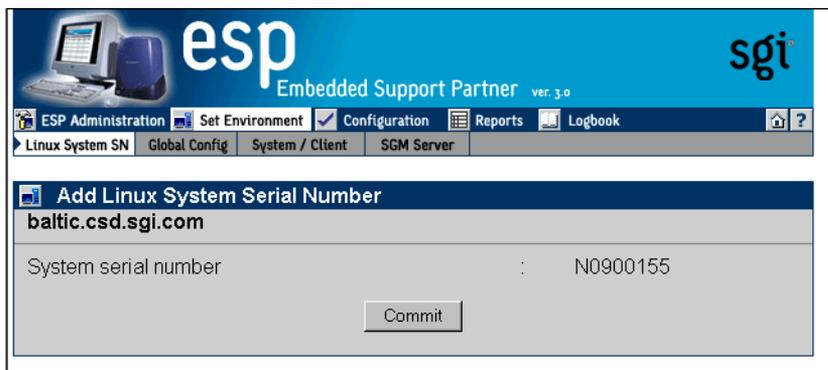 esp
sgi
Embedded Support Partner ver. 3.0
ESP Administration Set Environment Configuration Reports Logbook ?
Linux System SN Global Config System / Client SGM Server
Add Linux System Serial Number
baltic.csd.sgi.com
System serial number : N0900155
Commit